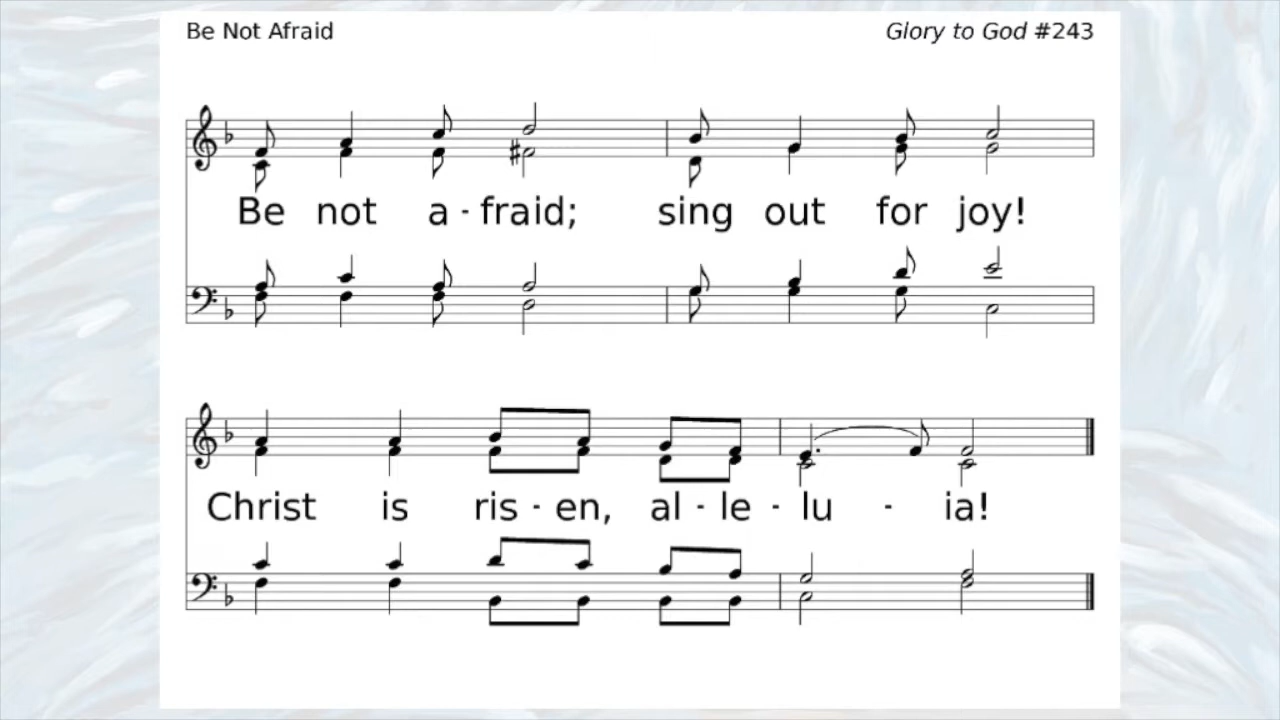 Be Not Afraid
Glory to God #243
Be not a - fraid; sing out for joy!
Christ is ris - en, al - le - lu - ia!